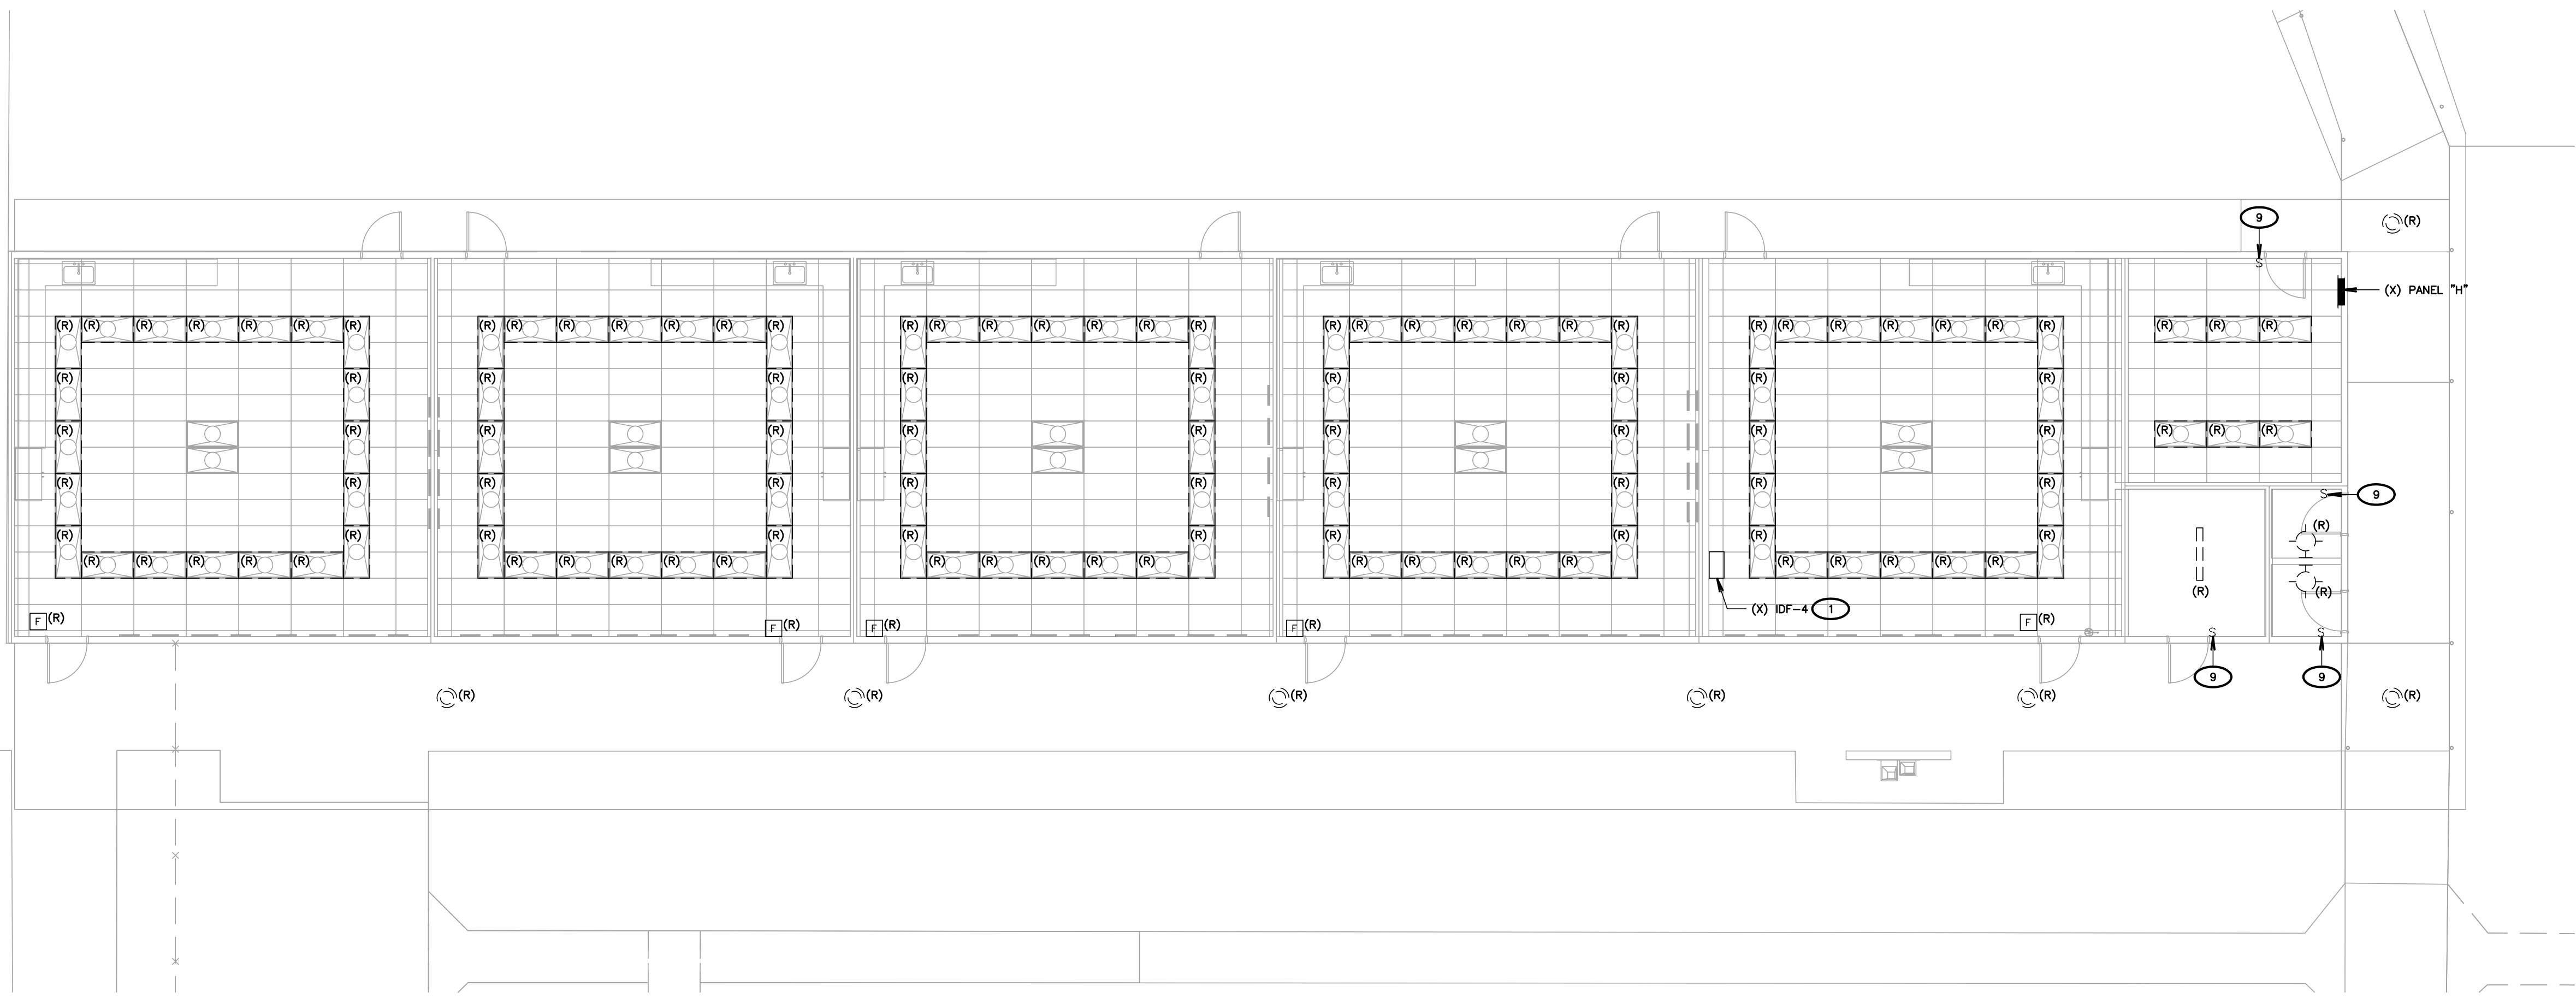 9
(R)
S
(X) PANEL "H"
(R) (R) (R) (R) (R) (R) (R) (R) (R) (R) (R) (R) (R) (R) (R) (R) (R) (R) (R) (R) (R) (R) (R) (R) (R) (R) (R) (R) (R) (R) (R) (R) (R) (R) (R) (R) (R) (R)
(R) (R) (R) (R) (R) (R) (R) (R) (R) (R)
(R) (R) (R) (R) (R) (R) (R) (R) (R) (R) (R) (R) (R)
(R) (R) (R) (R) (R) (R) (R) (R) (R) (R)
S 9
(R)
(R) (R) (R) (R) (R) (R) (R) (R) (R) (R)
(R) (R) (R) (R) (R) (R) (R) (R) (R) (R) (R) (R) (R) (R) (R) (R) (R) (R) (R) (R) (R) (R) (R) (R) (R)
(R) (R)
(X) IDF-4 1
F (R) F (R) F (R) F (R) F (R)
S S
9 9
(R) (R) (R) (R) (R) (R)